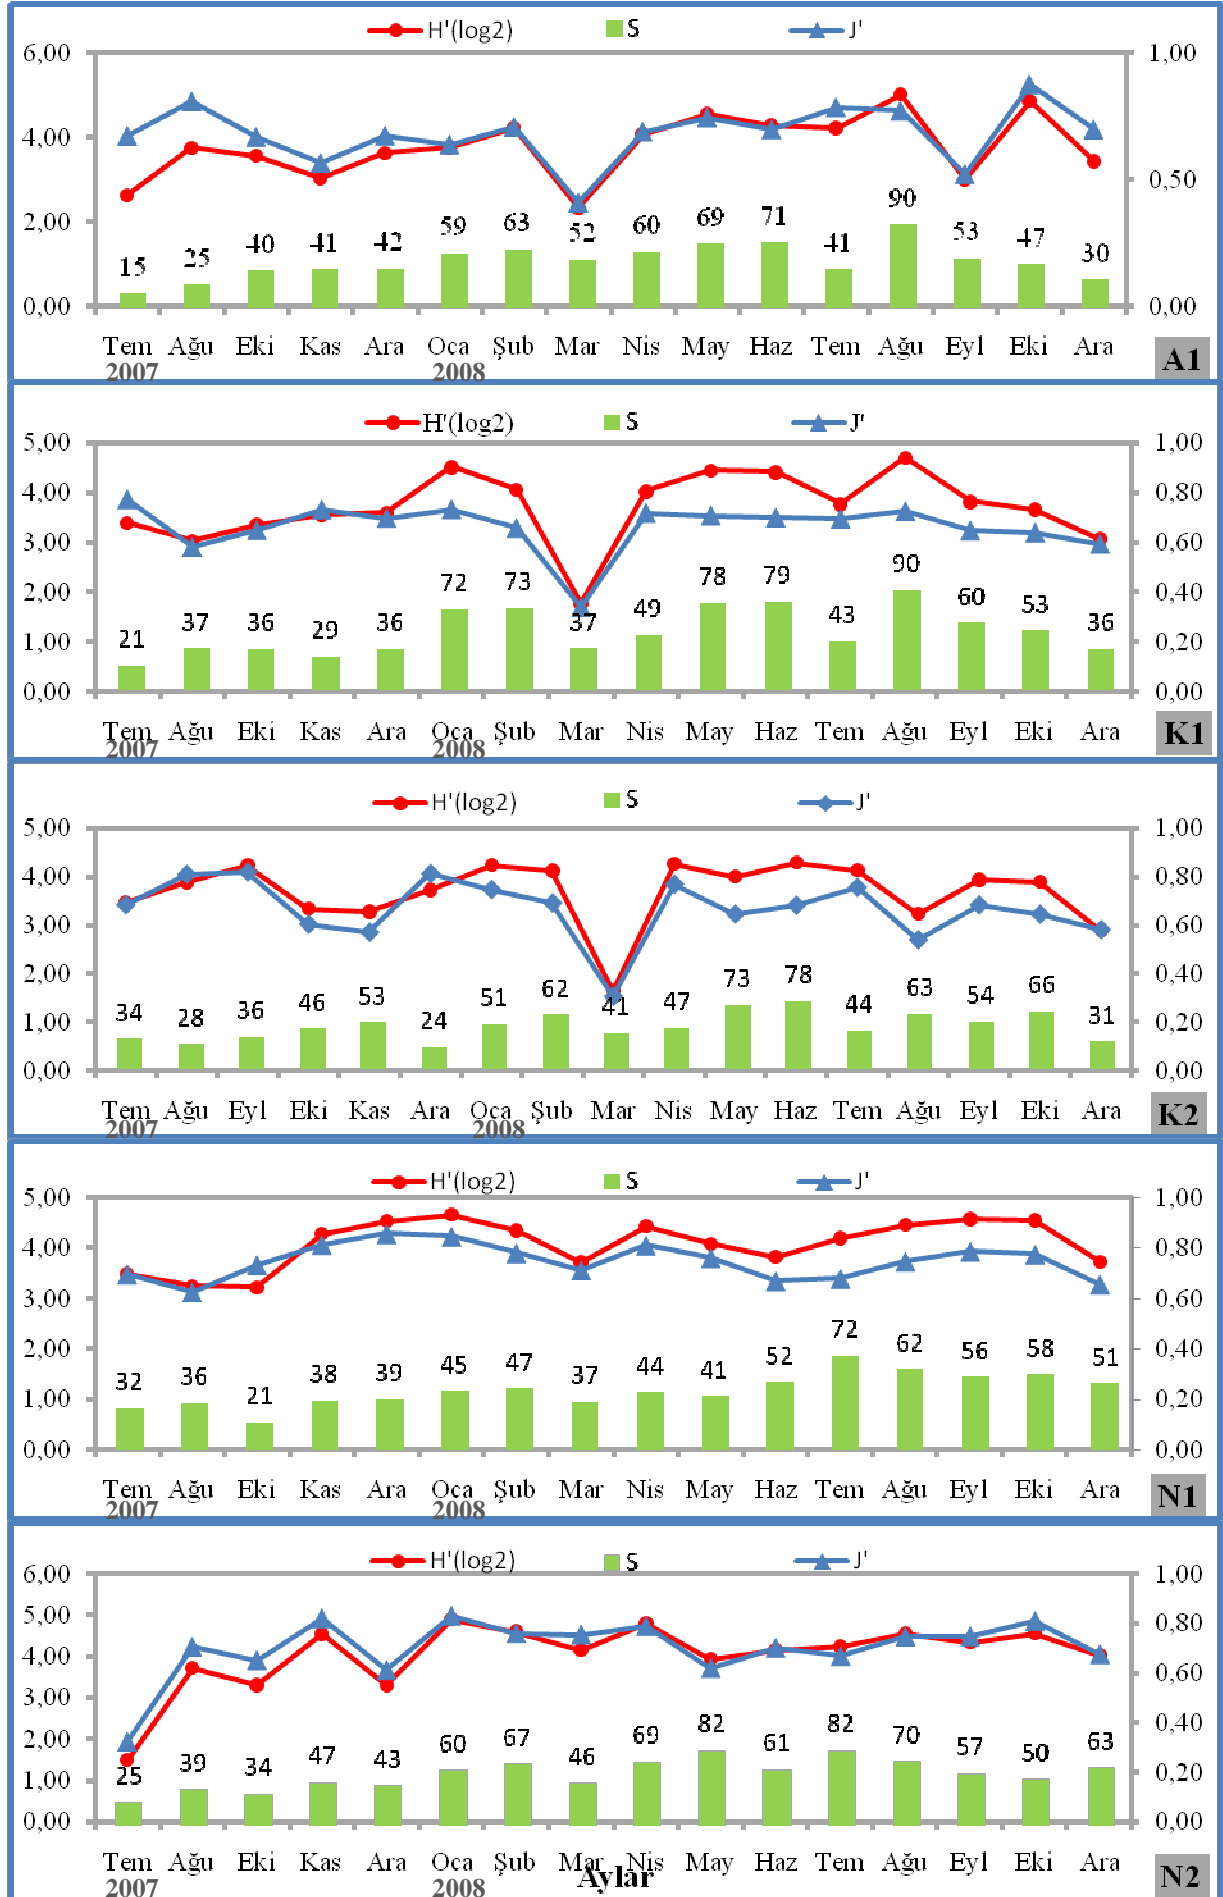 H'(log2) S J'
6,00 1,00
4,00
0,50
2,00
0,00 0,00
15 25 40 41 42 59 63 52 60 69 71 41 90 53 47 30
Tem Ağu Eki Kas Ara Oca Şub Mar Nis May Haz Tem Ağu Eyl Eki Ara
2007 2008
A1
H'(log2) S J'
5,00 1,00
4,00 0,80
3,00 0,60
2,00 0,40
1,00 0,20
0,00 0,00
21 37 36 29 36 72 73 37 49 78 79 43 90 60 53 36
Tem Ağu Eki Kas Ara Oca Şub Mar Nis May Haz Tem Ağu Eyl Eki Ara
2007 2008
K1
H'(log2) S J'
5,00 1,00
4,00 0,80
3,00 0,60
2,00 0,40
1,00 0,20
0,00 0,00
34 28 36 46 53 24 51 62 41 47 73 78 44 63 54 66 31
Tem Ağu Eyl Eki Kas Ara Oca Şub Mar Nis May Haz Tem Ağu Eyl Eki Ara
2007 2008
K2
H'(log2) S J'
5,00 1,00
4,00 0,80
3,00 0,60
2,00 0,40
1,00 0,20
0,00 0,00
32 36 21 38 39 45 47 37 44 41 52 72 62 56 58 51
Tem Ağu Eki Kas Ara Oca Şub Mar Nis May Haz Tem Ağu Eyl Eki Ara
2007 2008
N1
H'(log2) S J'
6,00 1,00
5,00 0,80
4,00 0,60
3,00 0,40
2,00 0,20
1,00 0,00
0,00
25 39 34 47 43 60 67 46 69 82 61 82 70 57 50 63
Tem Ağu Eki Kas Ara Oca Şub Mar Nis May Haz Tem Ağu Eyl Eki Ara
2007 2008
Aylar
N2